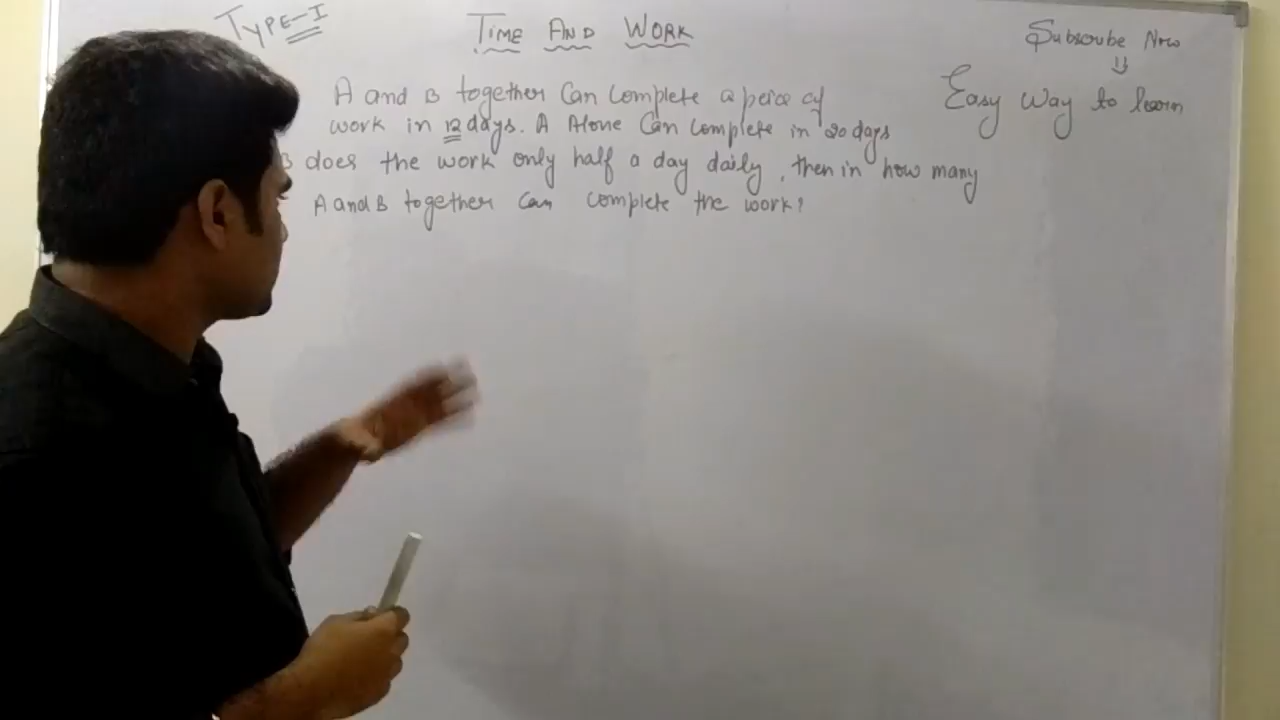 TYPE-I
TIME AND WORK
Subscribe Now
Easy Way to learn
A and B together Can Complete a peice of
work in 12 days. A Alone Can Complete in 20 days
B does the work only half a day daily, then in how many
A and B together can complete the work?